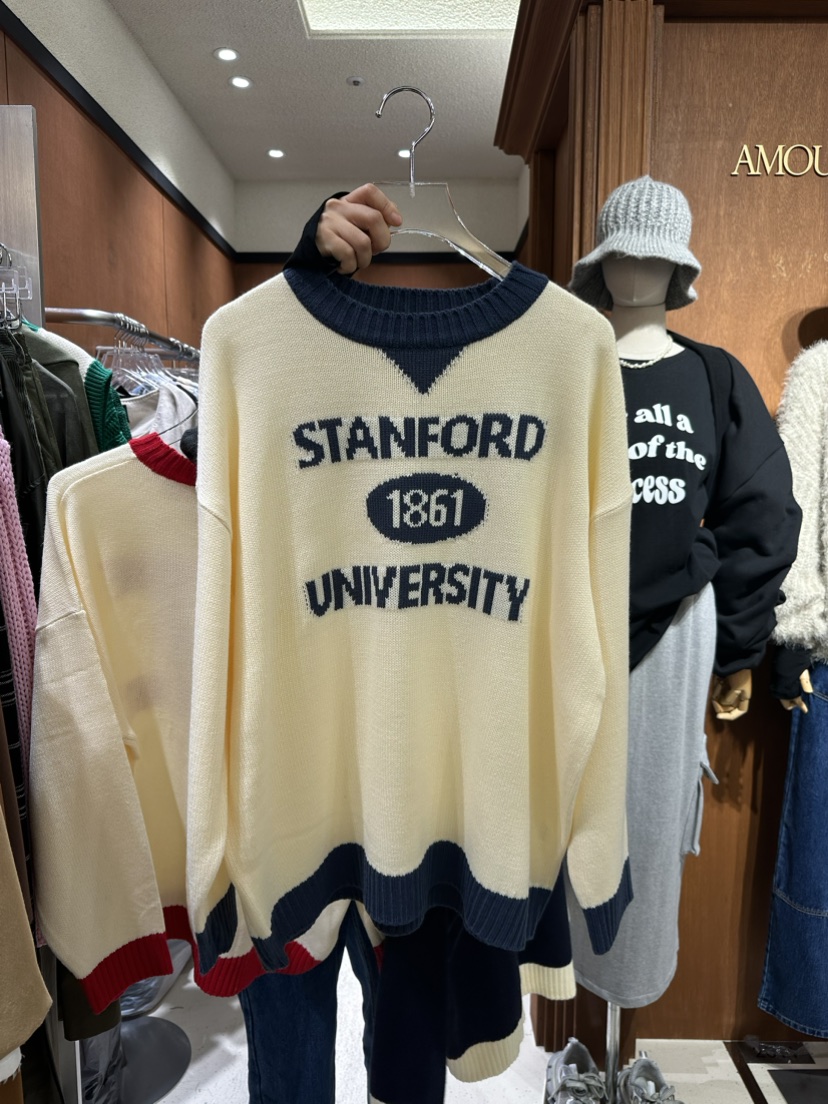 AMOU
STANFORD
1861
UNIVERSITY
all a
of the
cess